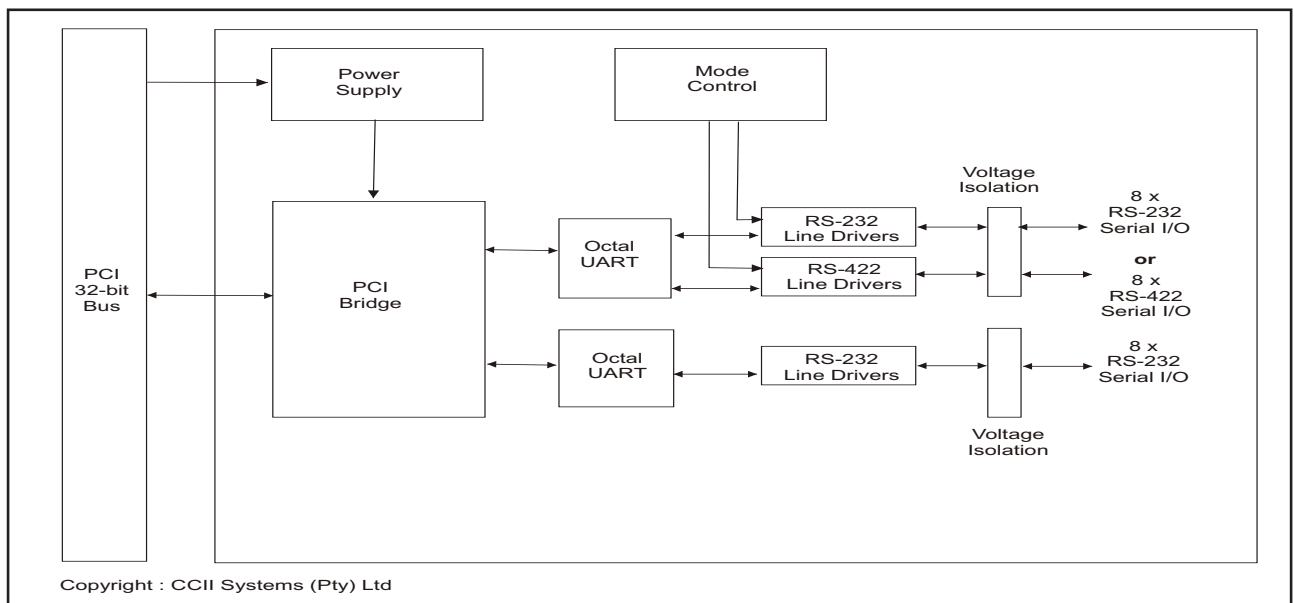 Power
Supply
Mode
Control
PCI
32-bit
Bus
PCI
Bridge
Octal
UART
RS-232
Line Drivers
RS-422
Line Drivers
Voltage
Isolation
8 x
RS-232
Serial I/O
or
8 x
RS-422
Serial I/O
Octal
UART
RS-232
Line Drivers
8 x
RS-232
Serial I/O
Voltage
Isolation
Copyright : CCII Systems (Pty) Ltd